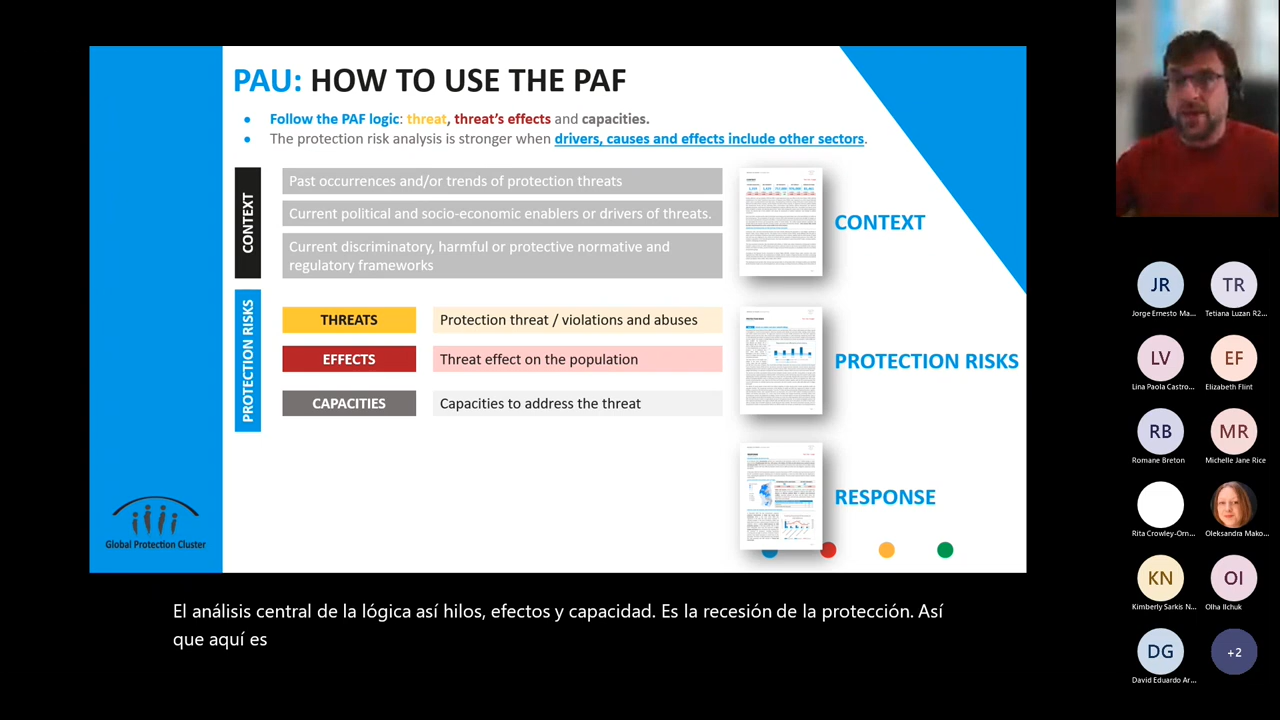 PAU: HOW TO USE THE PAF
• Follow the PAF logic: threat, threat's effects and capacities.
• The protection risk analysis is stronger when drivers, causes and effects include other sectors.
CONTEXT
Past occurrences and/or trends of protection threats
Current political and socio-economic enablers or drivers of threats.
Current discriminatory, harmful or protective normative and
regulatory frameworks
CONTEXT
PROTECTION RISKS
THREATS
Protection threat / violations and abuses
EFFECTS
Threat effect on the population
CAPACITIES
Capacities to address the threat
PROTECTION RISKS
RESPONSE
Global Protection Cluster
El análisis central de la lógica así hilos, efectos y capacidad. Es la recesión de la protección. Así
que aquí es
JR
Jorge Ernesto Ma...
TR
Tetiana Luzan R2...
LV
Lina Paola Castro...
EF
Elizabeth Flint
RB
Romane Breton
MR
Michelle Jane Rice
Rita Crowley-Orn...
Oleksandra Mako...
KN
Kimberly Sarkis N...
OI
Olha Ilchuk
DG
David Eduardo Ar...
+2